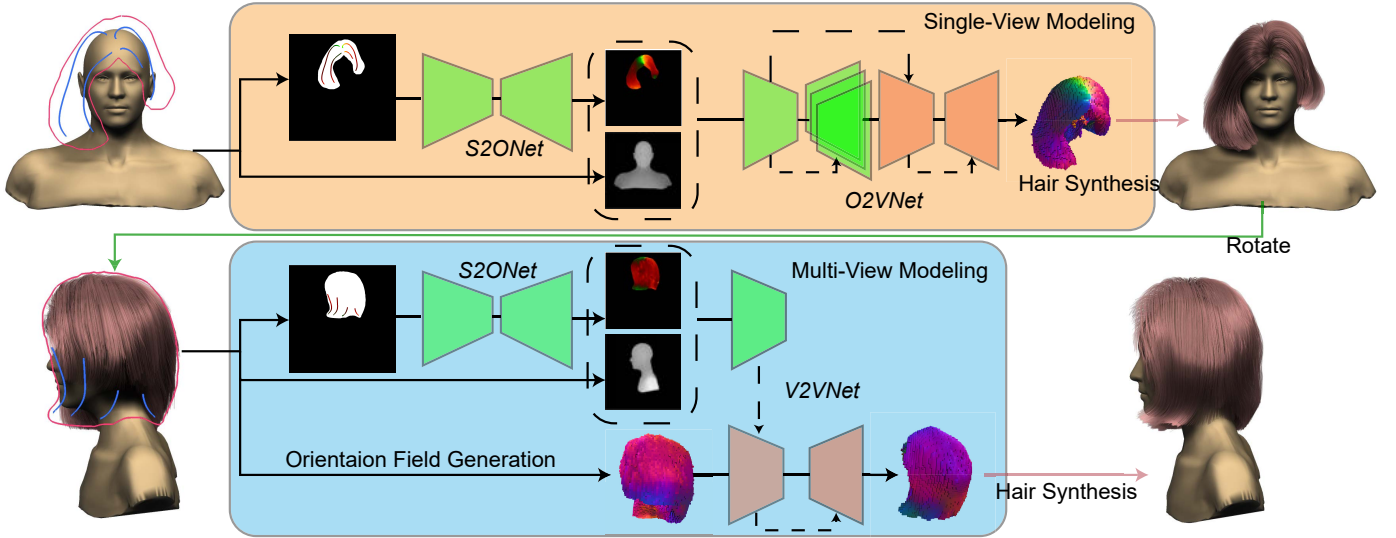 Single-View Modeling
S2ONet
O2VNet
Hair Synthesis
Rotate
S2ONet
Multi-View Modeling
V2VNet
Orientaion Field Generation
Hair Synthesis